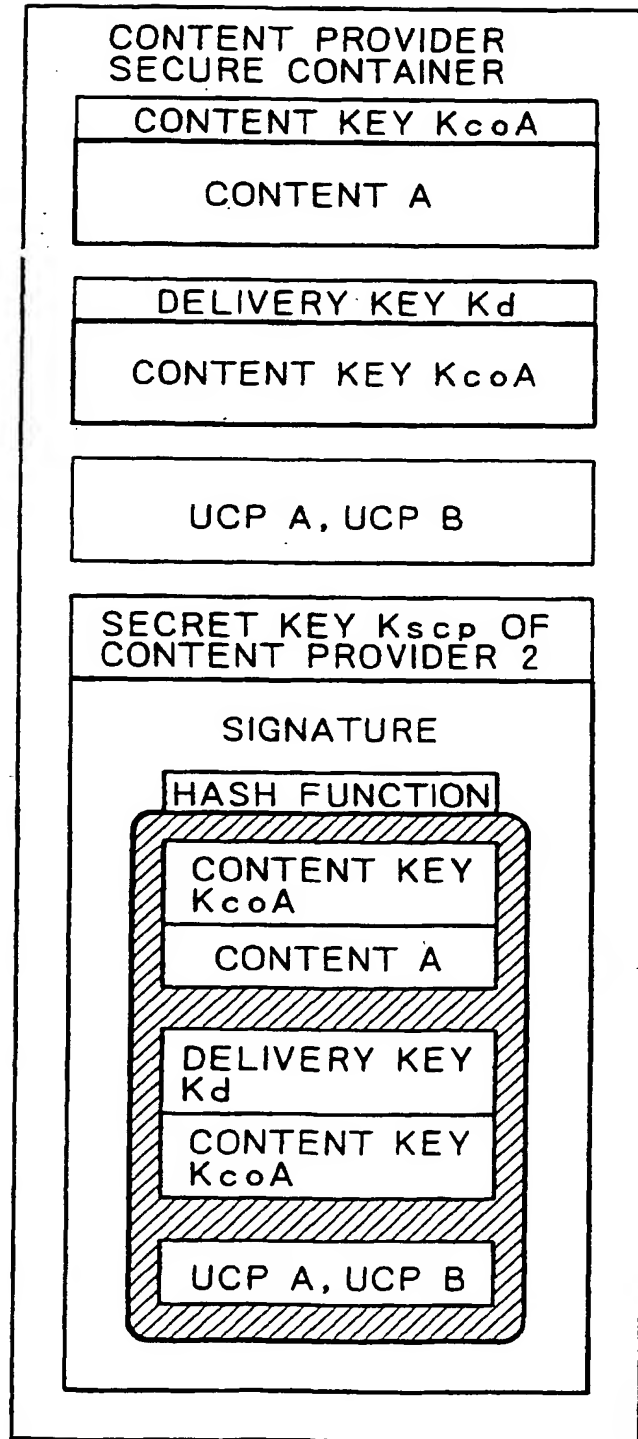 CONTENT PROVIDER
SECURE CONTAINER
CONTENT KEY KcoA
CONTENT A
DELIVERY KEY Kd
CONTENT KEY KcoA
UCP A, UCP B
SECRET KEY Kscp OF
CONTENT PROVIDER 2
SIGNATURE
HASH FUNCTION
CONTENT KEY
KcoA
CONTENT A
DELIVERY KEY
Kd
CONTENT KEY
KcoA
UCP A, UCP B